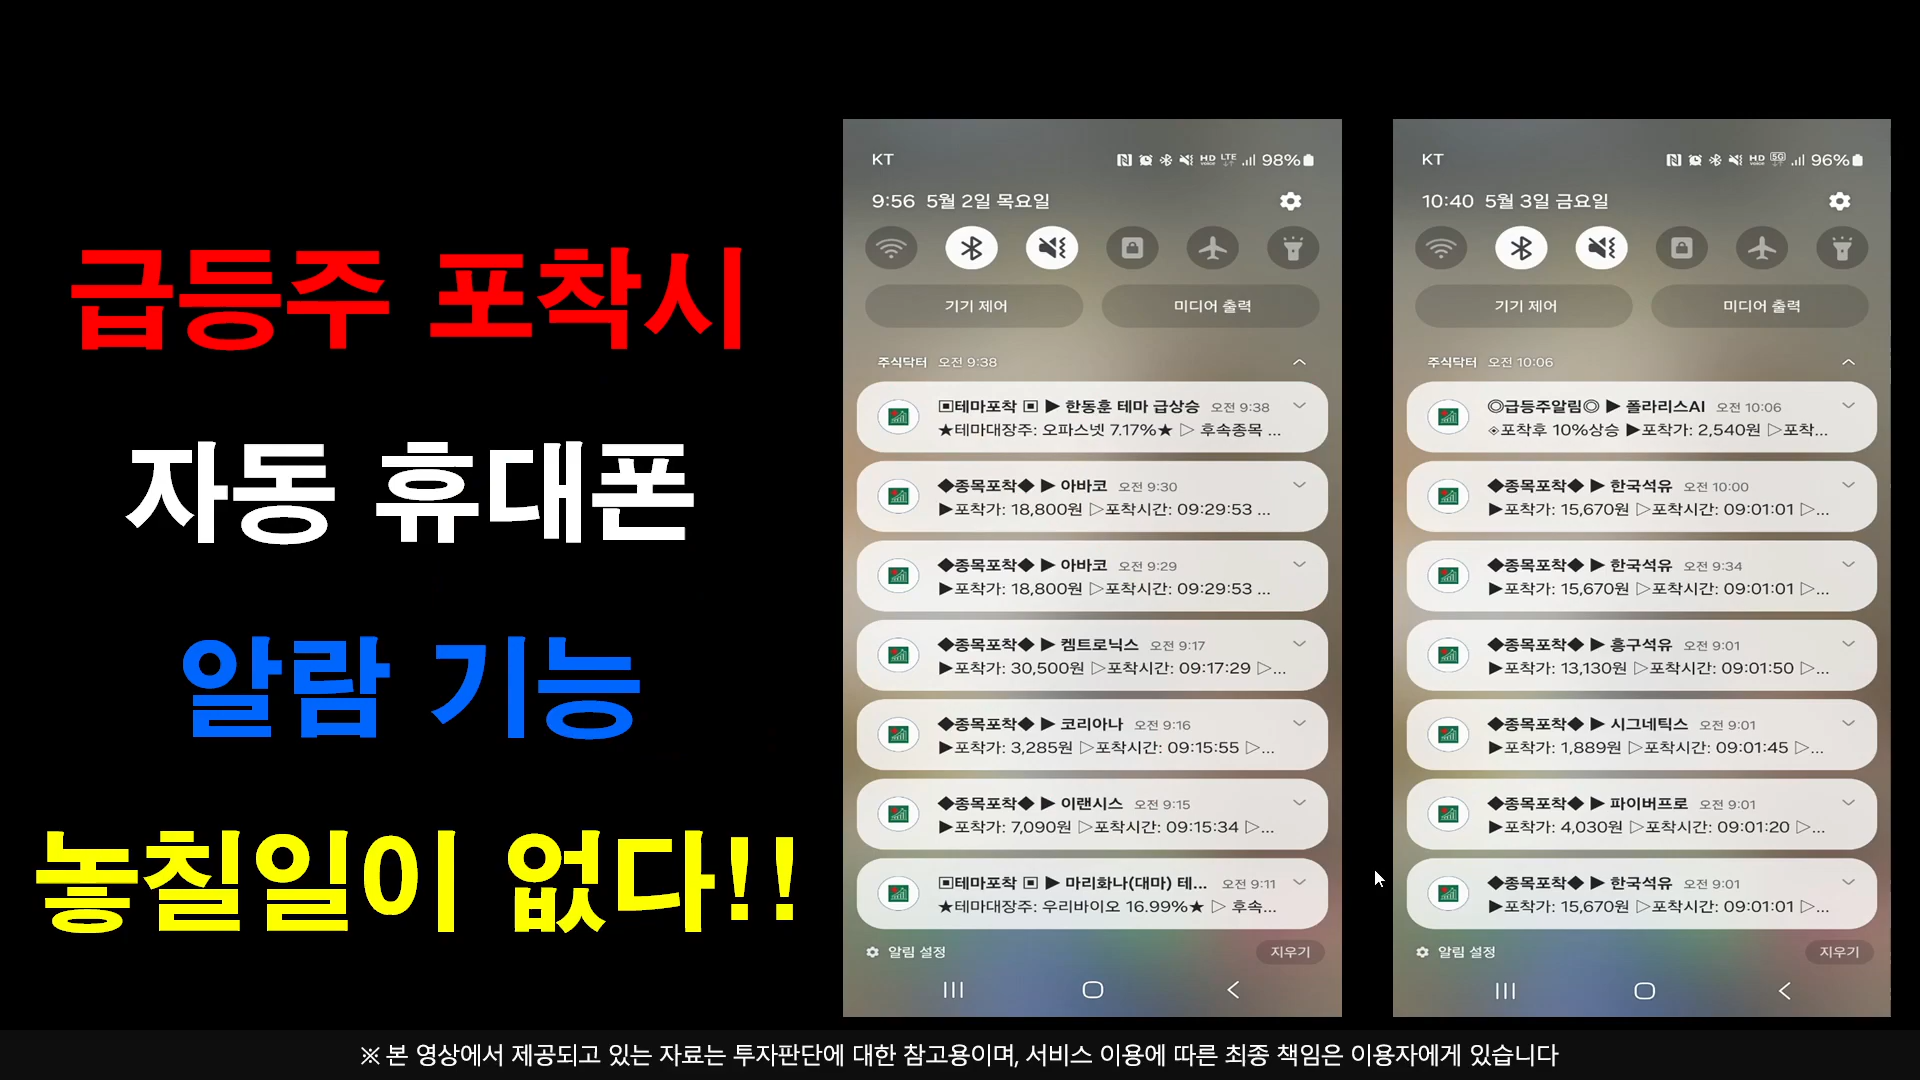 급등주 포착시
자동 휴대폰
알람 기능
놓칠일이 없다!!
KT
HD LTE 98%
9:56 5월 2일 목요일
기기 제어 미디어 출력
주식닥터 오전 9:38
▣테마포착 ▣ ▶ 한동훈 테마 급상승 오전 9:38
★테마대장주: 오파스넷 7.17%★ ▷ 후속종목 ...
◆종목포착◆ ▶ 아바코 오전 9:30
▶포착가: 18,800원 ▷포착시간: 09:29:53 ...
◆종목포착◆ ▶ 아바코 오전 9:29
▶포착가: 18,800원 ▷포착시간: 09:29:53 ...
◆종목포착◆ ▶ 켐트로닉스 오전 9:17
▶포착가: 30,500원 ▷포착시간: 09:17:29 ▷...
◆종목포착◆ ▶ 코리아나 오전 9:16
▶포착가: 3,285원 ▷포착시간: 09:15:55 ▷...
◆종목포착◆ ▶ 이랜시스 오전 9:15
▶포착가: 7,090원 ▷포착시간: 09:15:34 ▷...
▣테마포착 ▣ ▶ 마리화나(대마) 테... 오전 9:11
★테마대장주: 우리바이오 16.99%★ ▷ 후속...
알림 설정 지우기
KT
HD 5G 96%
10:40 5월 3일 금요일
기기 제어 미디어 출력
주식닥터 오전 10:06
◎급등주알림◎ ▶ 폴라리스AI 오전 10:06
◈포착후 10%상승 ▶포착가: 2,540원 ▷포착...
◆종목포착◆ ▶ 한국석유 오전 10:00
▶포착가: 15,670원 ▷포착시간: 09:01:01 ▷...
◆종목포착◆ ▶ 한국석유 오전 9:34
▶포착가: 15,670원 ▷포착시간: 09:01:01 ▷...
◆종목포착◆ ▶ 흥구석유 오전 9:01
▶포착가: 13,130원 ▷포착시간: 09:01:50 ▷...
◆종목포착◆ ▶ 시그네틱스 오전 9:01
▶포착가: 1,889원 ▷포착시간: 09:01:45 ▷...
◆종목포착◆ ▶ 파이버프로 오전 9:01
▶포착가: 4,030원 ▷포착시간: 09:01:20 ▷...
◆종목포착◆ ▶ 한국석유 오전 9:01
▶포착가: 15,670원 ▷포착시간: 09:01:01 ▷...
알림 설정 지우기
※ 본 영상에서 제공되고 있는 자료는 투자판단에 대한 참고용이며, 서비스 이용에 따른 최종 책임은 이용자에게 있습니다